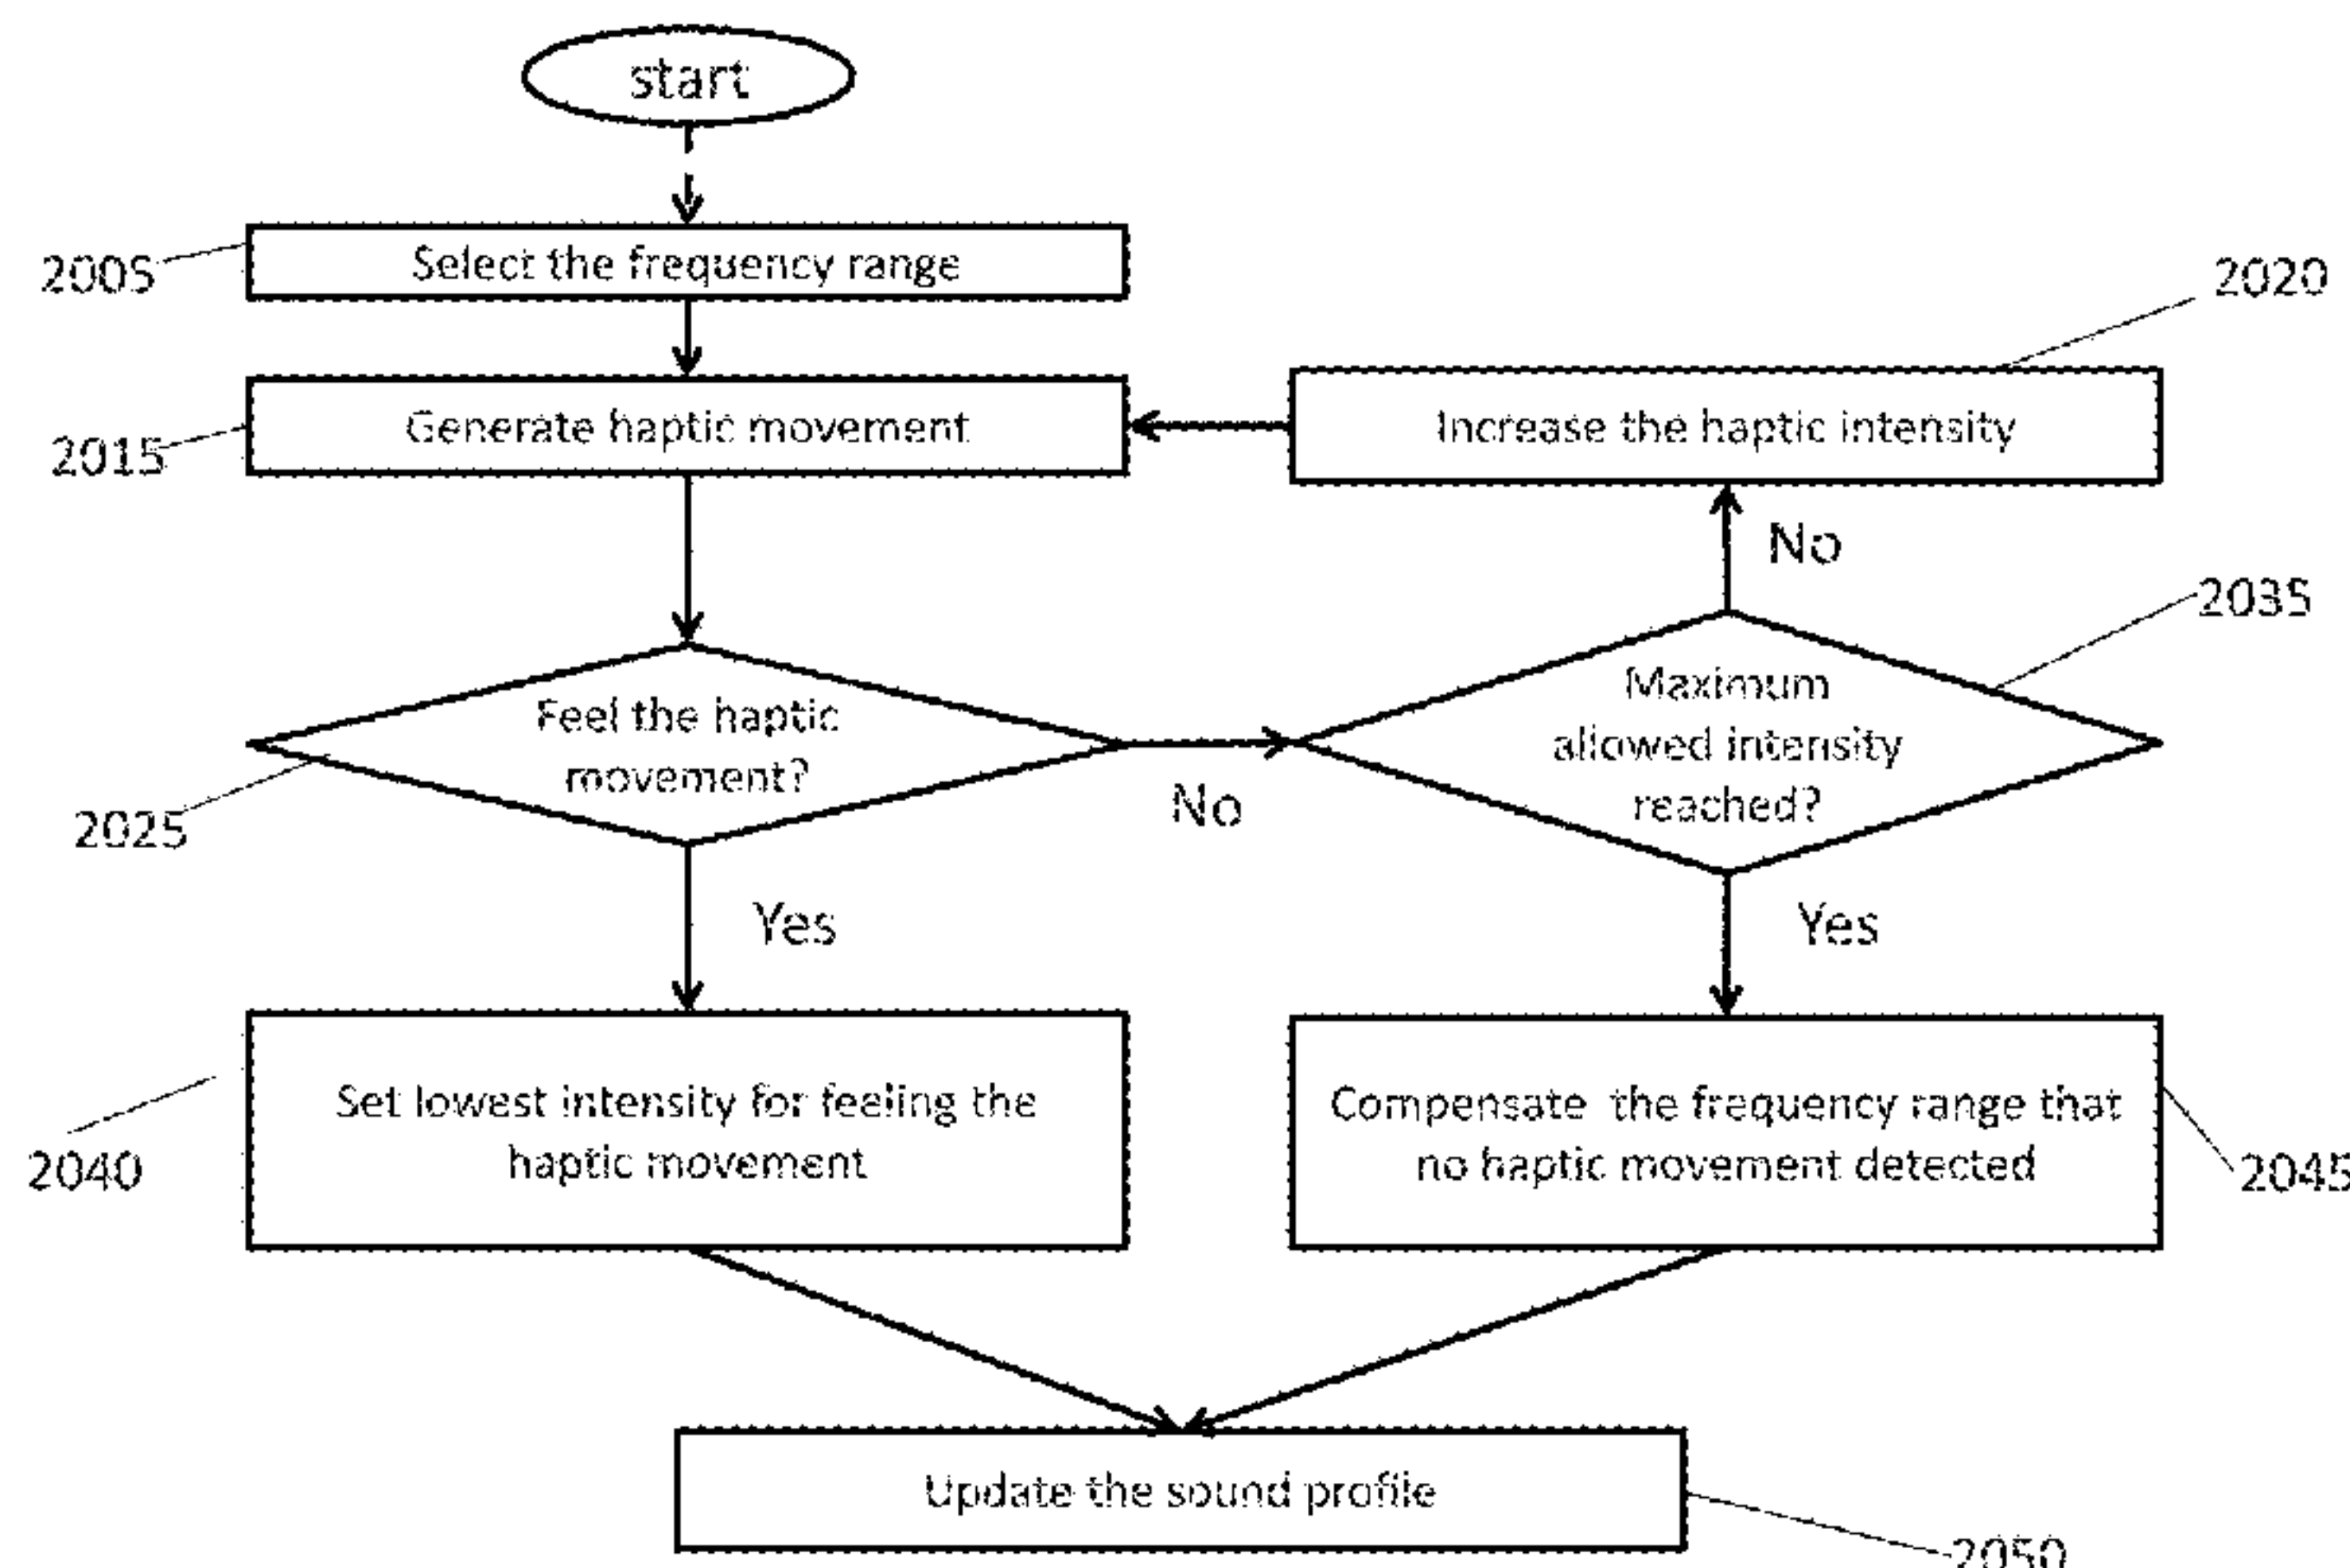 start
2005
Select the frequency range
2020
2015
Generate haptic movement
Increase the haptic intensity
No
2035
Feel the haptic
movement?
2025
No
Maximum
allowed intensity
reached?
Yes
Yes
2040
Set lowest intensity for feeling the
haptic movement
Compensate the frequency range that
no haptic movement detected
2045
Update the sound profile
2050